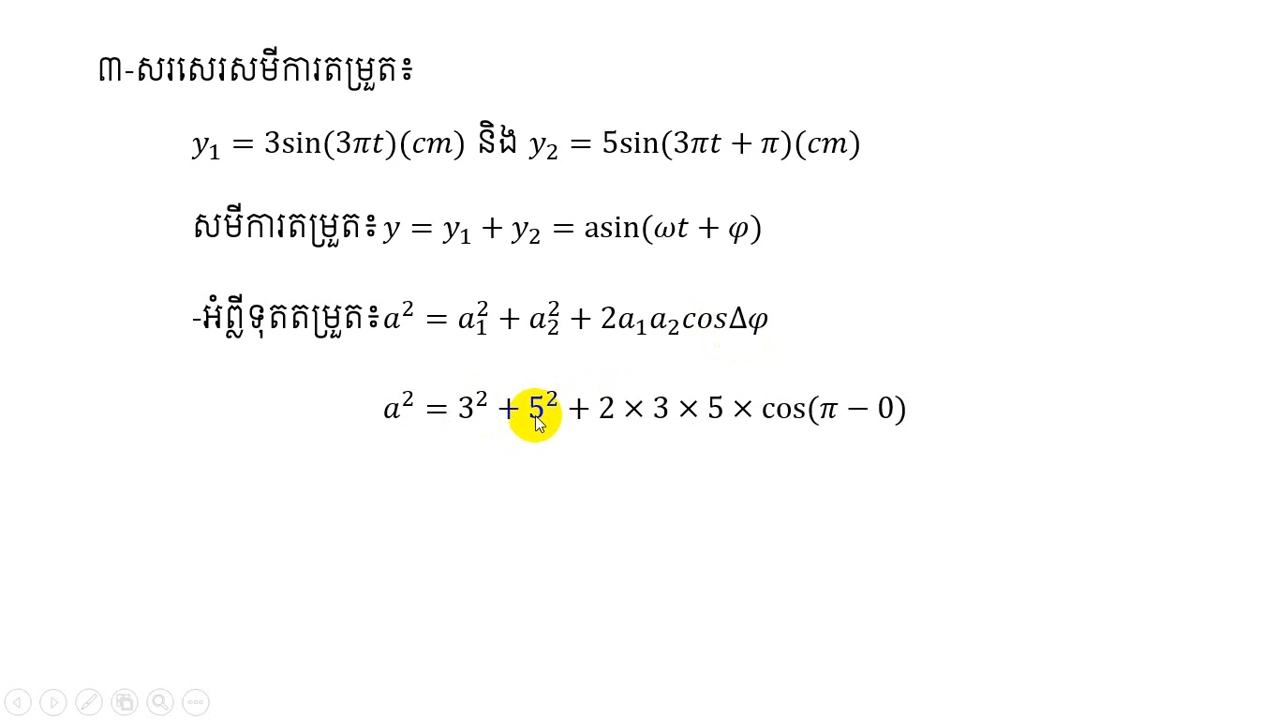 ៣-សរសេរសមីការតម្រួត៖
y₁ = 3sin(3πt)(cm) និង y₂ = 5sin(3πt + π)(cm)
សមីការតម្រួត៖ y = y₁ + y₂ = asin(ωt + φ)
-អំព្លីទុតតម្រួត៖ a² = a₁² + a₂² + 2a₁a₂cosΔφ
a² = 3² + 5² + 2 × 3 × 5 × cos(π − 0)